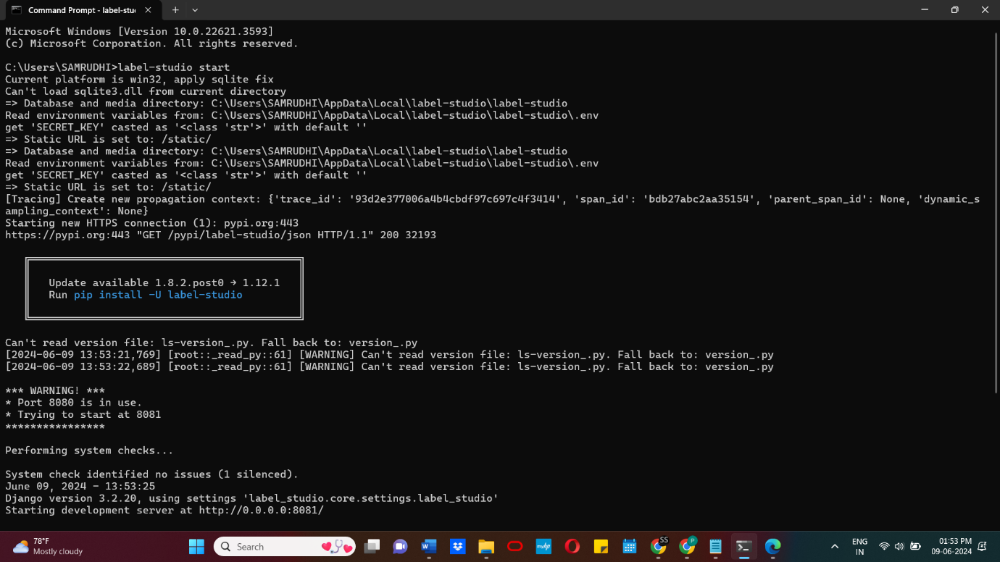 Command Prompt - label-stu
Microsoft Windows [Version 10.0.22621.3593]
(c) Microsoft Corporation. All rights reserved.
C:\Users\SAMRUDHI>label-studio start
Current platform is win32, apply sqlite fix
Can't load sqlite3.dll from current directory
=> Database and media directory: C:\Users\SAMRUDHI\AppData\Local\label-studio\label-studio
Read environment variables from: C:\Users\SAMRUDHI\AppData\Local\label-studio\label-studio\.env
get 'SECRET_KEY' casted as '<class 'str'>' with default ''
=> Static URL is set to: /static/
=> Database and media directory: C:\Users\SAMRUDHI\AppData\Local\label-studio\label-studio
Read environment variables from: C:\Users\SAMRUDHI\AppData\Local\label-studio\label-studio\.env
get 'SECRET_KEY' casted as '<class 'str'>' with default ''
=> Static URL is set to: /static/
[Tracing] Create new propagation context: {'trace_id': '93d2e377006a4b4cbdf97c697c4f3414', 'span_id': 'bdb27abc2aa35154', 'parent_span_id': None, 'dynamic_s
ampling_context': None}
Starting new HTTPS connection (1): pypi.org:443
https://pypi.org:443 "GET /pypi/label-studio/json HTTP/1.1" 200 32193
Update available 1.8.2.post0 → 1.12.1
Run pip install -U label-studio
Can't read version file: ls-version_.py. Fall back to: version_.py
[2024-06-09 13:53:21,769] [root::_read_py::61] [WARNING] Can't read version file: ls-version_.py. Fall back to: version_.py
[2024-06-09 13:53:22,689] [root::_read_py::61] [WARNING] Can't read version file: ls-version_.py. Fall back to: version_.py
*** WARNING! ***
* Port 8080 is in use.
* Trying to start at 8081
****************
Performing system checks...
System check identified no issues (1 silenced).
June 09, 2024 - 13:53:25
Django version 3.2.20, using settings 'label_studio.core.settings.label_studio'
Starting development server at http://0.0.0.0:8081/
78°F
Mostly cloudy
Search
W
myhp
SS
P
ENG
IN
01:53 PM
09-06-2024